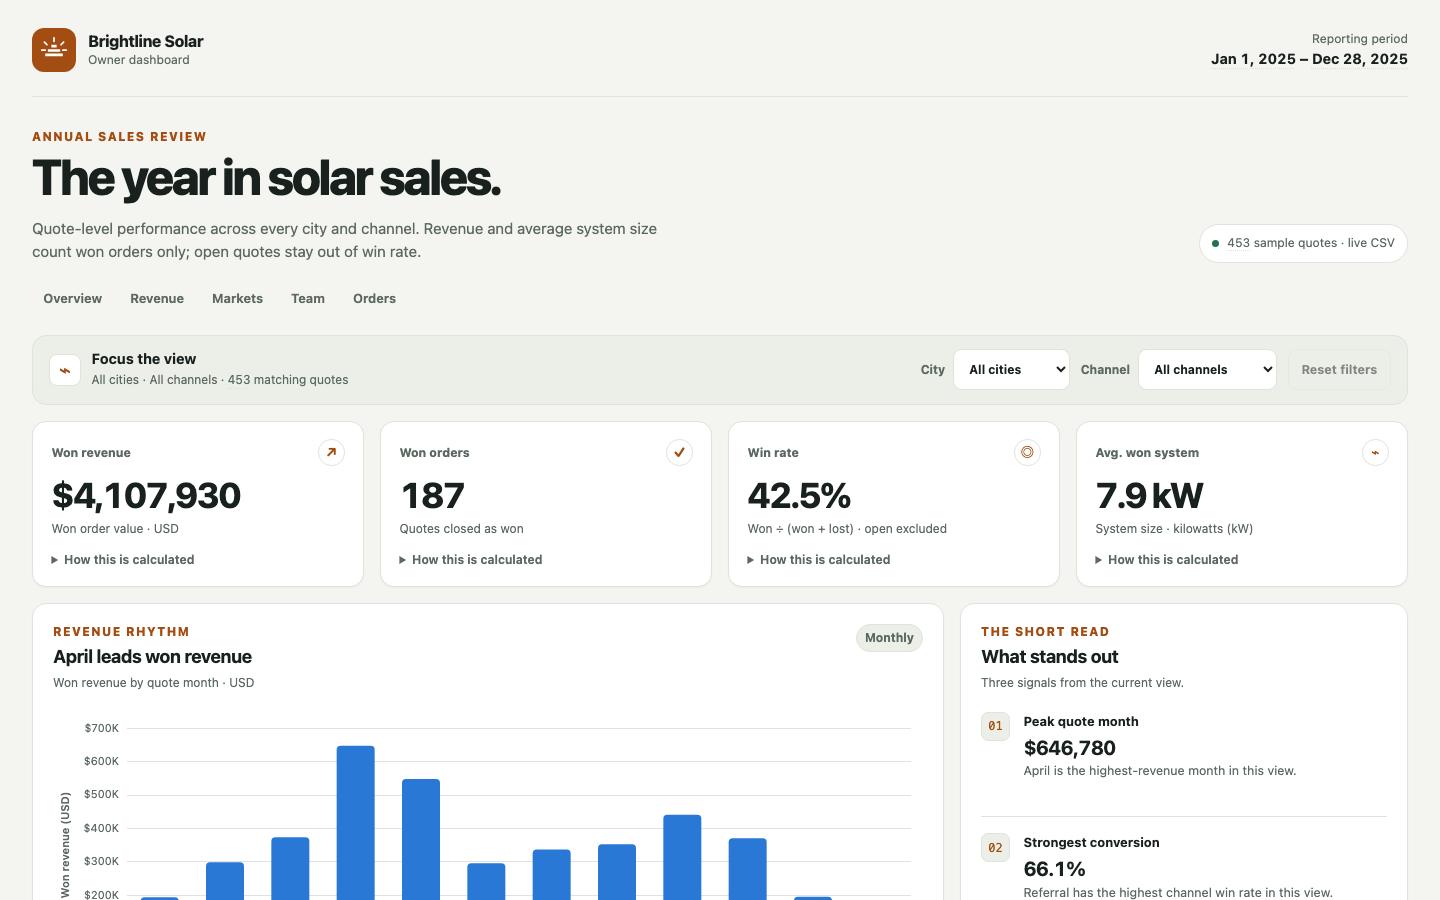 Brightline Solar
Owner dashboard
Reporting period
Jan 1, 2025 – Dec 28, 2025
ANNUAL SALES REVIEW
The year in solar sales.
Quote-level performance across every city and channel. Revenue and average system size
count won orders only; open quotes stay out of win rate.
453 sample quotes · live CSV
Overview Revenue Markets Team Orders
Focus the view
All cities · All channels · 453 matching quotes
City All cities Channel All channels Reset filters
Won revenue
$4,107,930
Won order value · USD
How this is calculated
Won orders
187
Quotes closed as won
How this is calculated
Win rate
42.5%
Won ÷ (won + lost) · open excluded
How this is calculated
Avg. won system
7.9 kW
System size · kilowatts (kW)
How this is calculated
REVENUE RHYTHM
April leads won revenue
Won revenue by quote month · USD
Monthly
Won revenue (USD)
$700K
$600K
$500K
$400K
$300K
$200K
THE SHORT READ
What stands out
Three signals from the current view.
01
Peak quote month
$646,780
April is the highest-revenue month in this view.
02
Strongest conversion
66.1%
Referral has the highest channel win rate in this view.